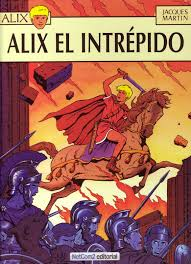 ALIX
JACQUES
MARTIN
ALIX EL INTRÉPIDO
NetCom2 editorial